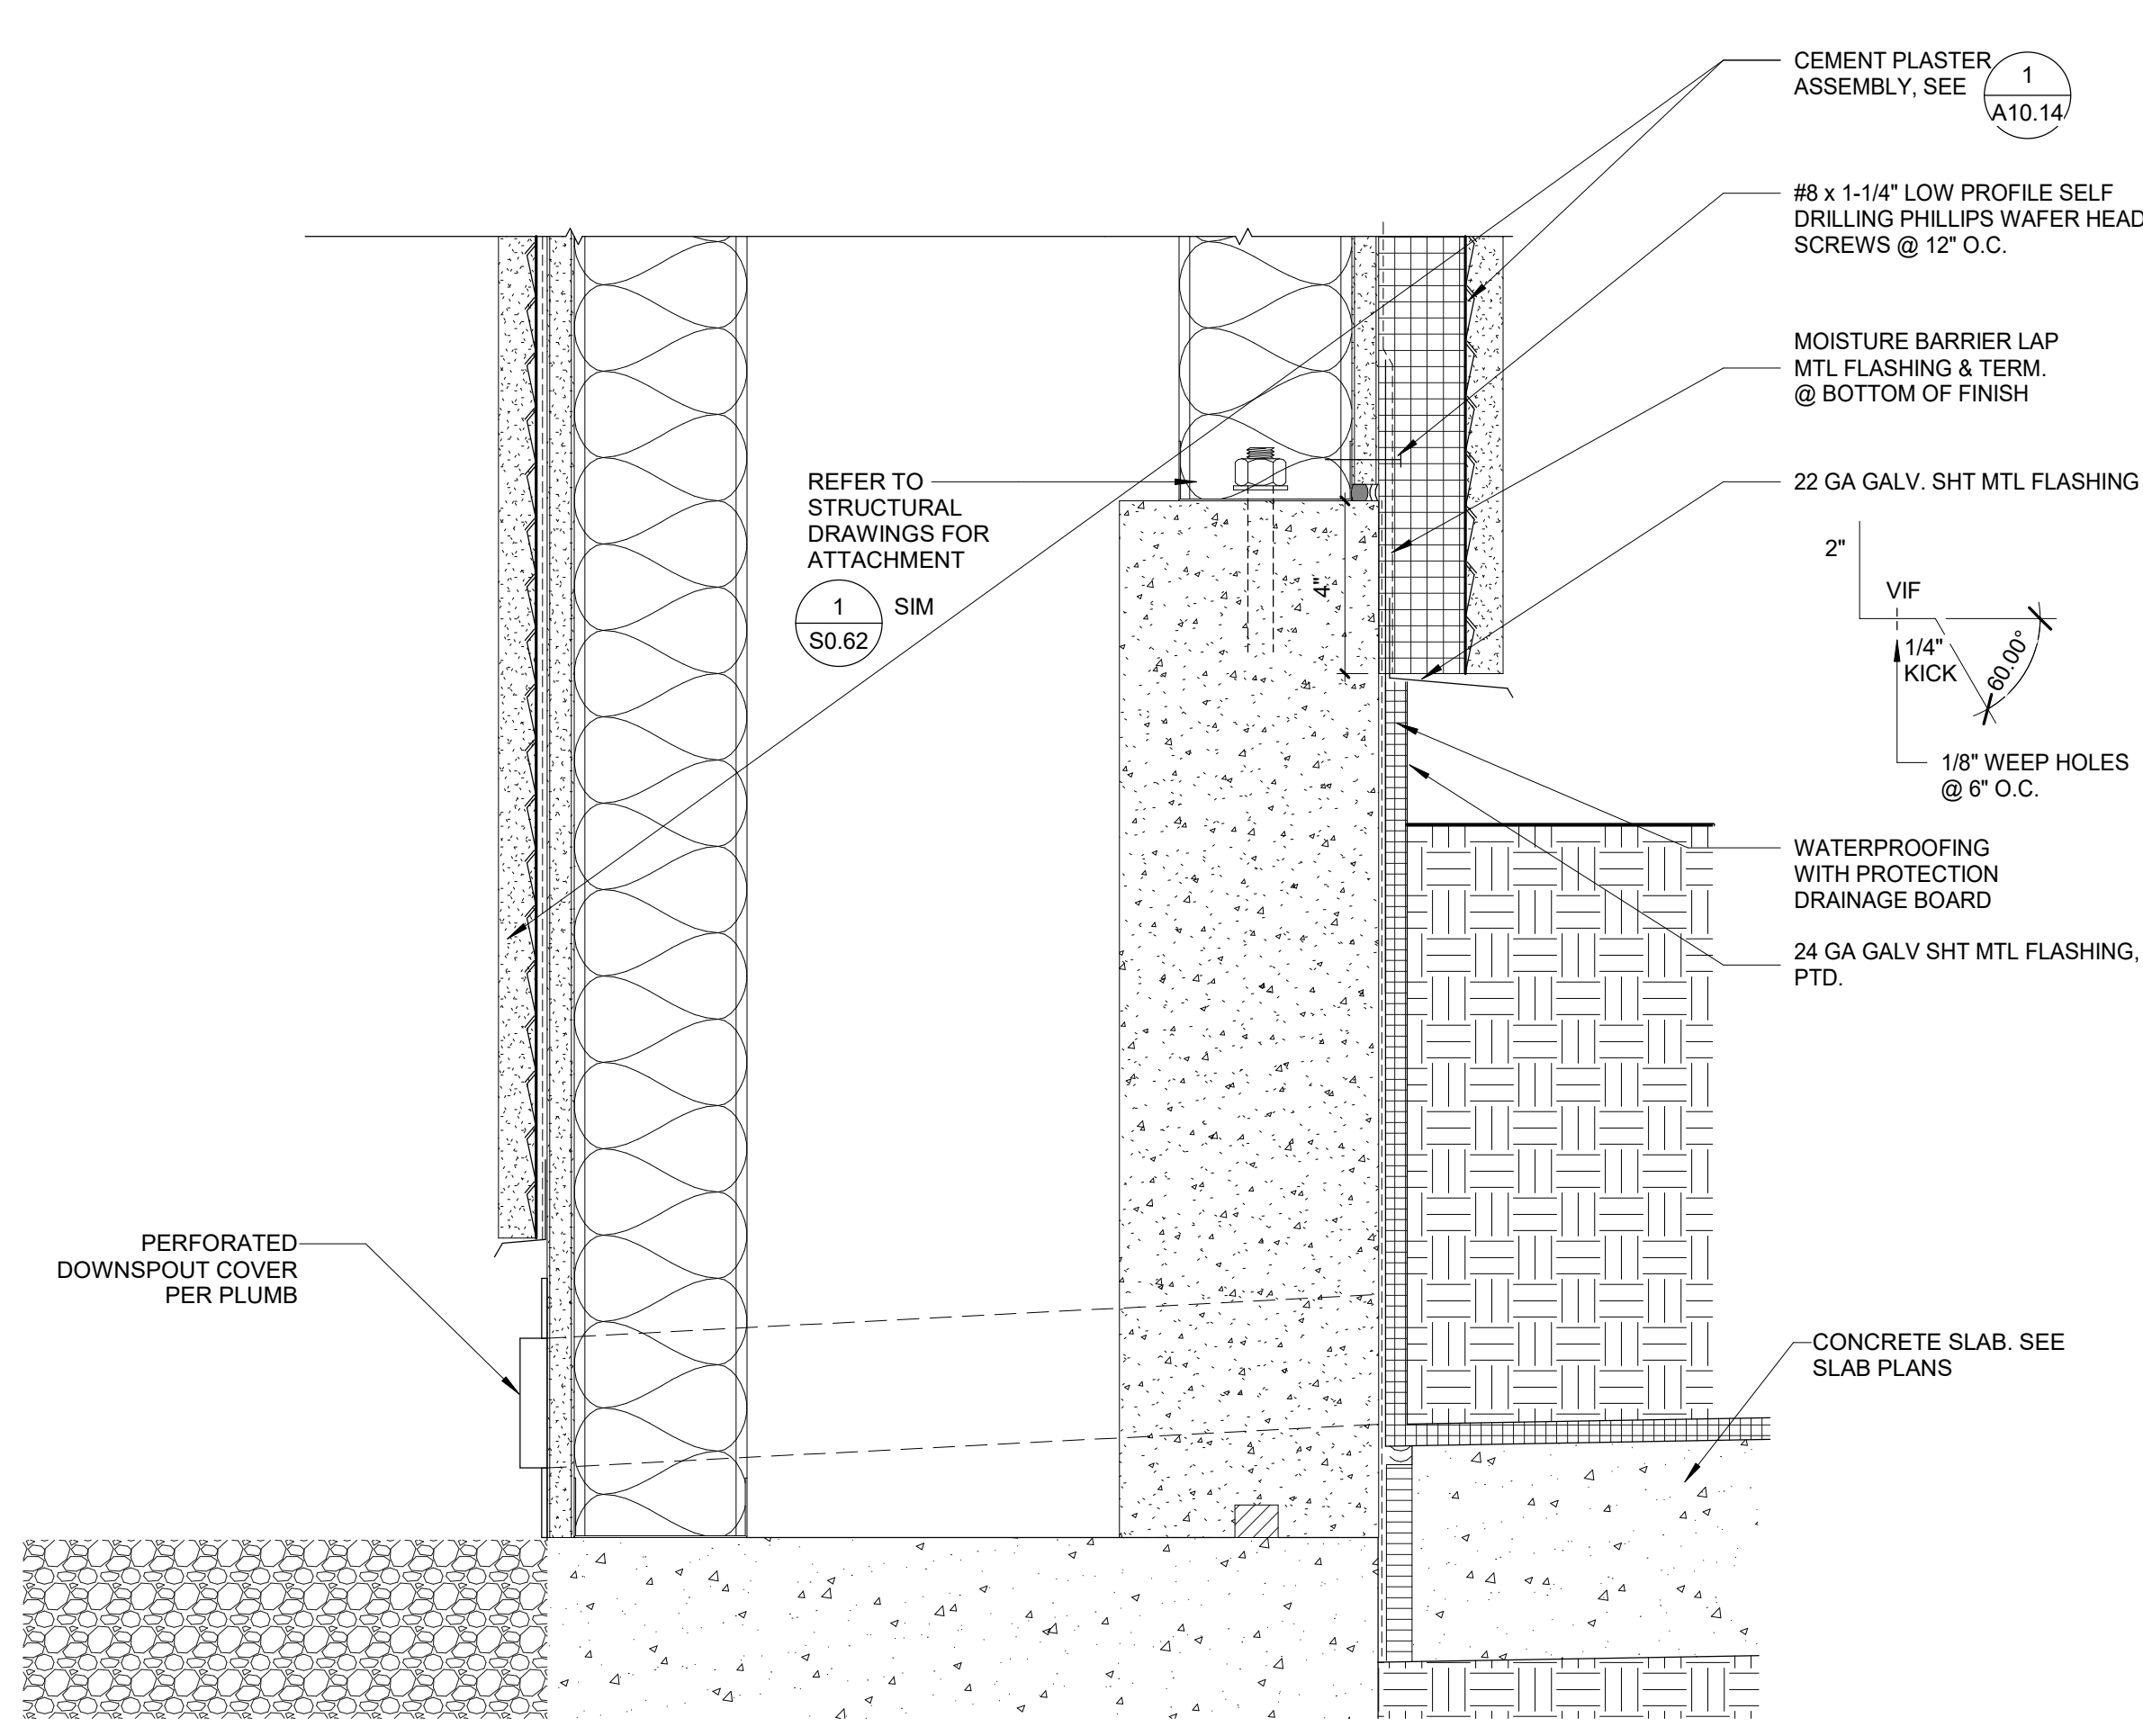 CEMENT PLASTER
ASSEMBLY, SEE
1
A10.14
#8 x 1-1/4" LOW PROFILE SELF
DRILLING PHILLIPS WAFER HEAD
SCREWS @ 12" O.C.
MOISTURE BARRIER LAP
MTL FLASHING & TERM.
@ BOTTOM OF FINISH
REFER TO
STRUCTURAL
DRAWINGS FOR
ATTACHMENT
1
S0.62
SIM
4"
22 GA GALV. SHT MTL FLASHING
2"
VIF
1/4"
KICK
60.00°
1/8" WEEP HOLES
@ 6" O.C.
WATERPROOFING
WITH PROTECTION
DRAINAGE BOARD
24 GA GALV SHT MTL FLASHING,
PTD.
PERFORATED
DOWNSPOUT COVER
PER PLUMB
CONCRETE SLAB. SEE
SLAB PLANS